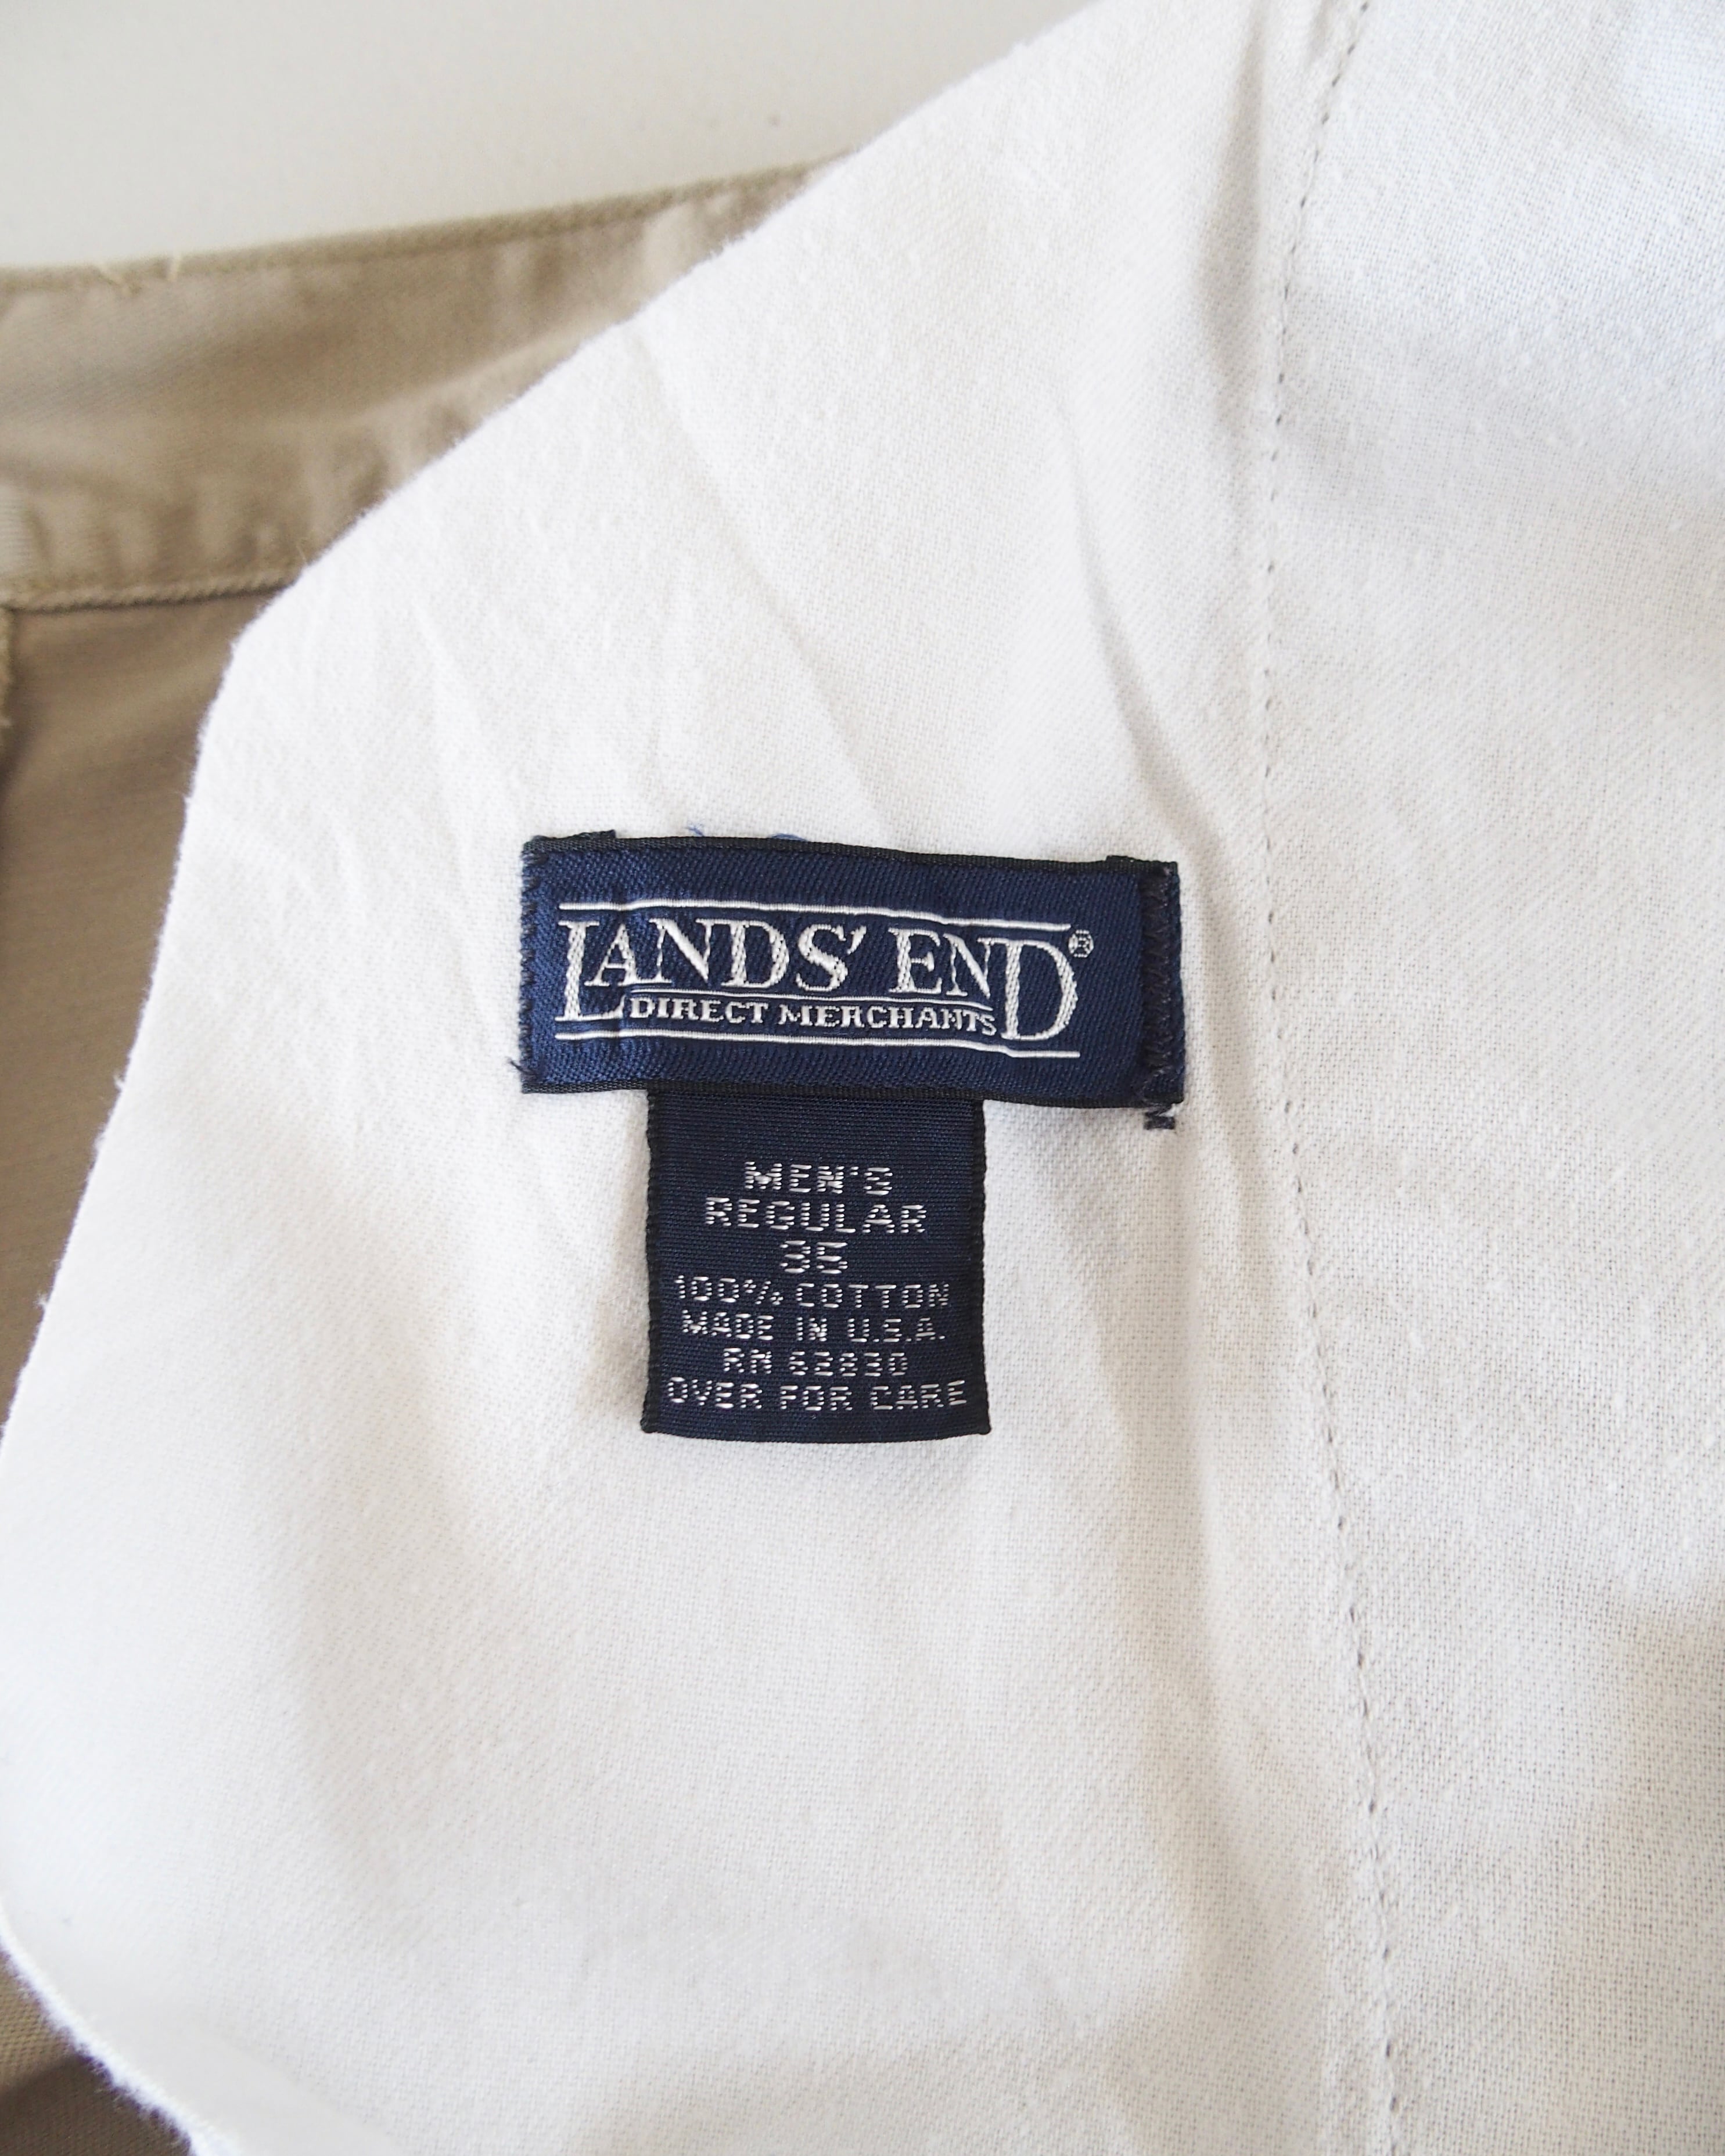 LANDS' END®
DIRECT MERCHANTS
MEN'S
REGULAR
35
100% COTTON
MADE IN U.S.A.
RN 62830
OVER FOR CARE